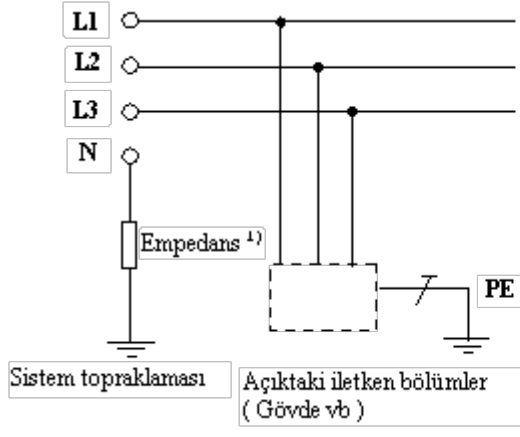 L1
L2
L3
N
Empedans ¹⁾
PE
Sistem topraklaması
Açıktaki iletken bölümler
( Gövde vb )